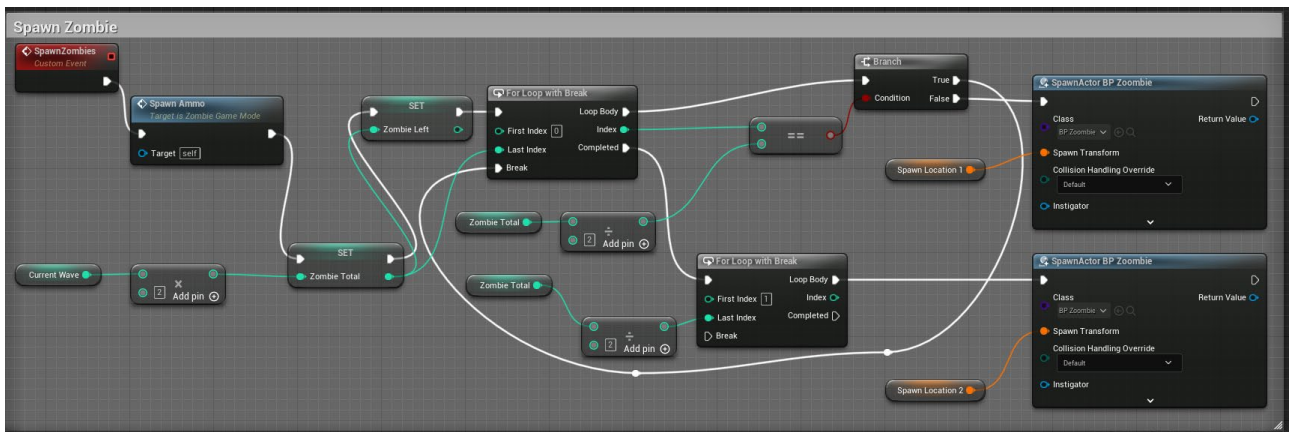 Spawn Zombie
SpawnZombies
Custom Event
Spawn Ammo
Target is Zombie Game Mode
Target self
SET
Zombie Left
For Loop with Break
Loop Body
First Index 0
Index
Last Index
Completed
Break
Branch
True
Condition
False
==
SpawnActor BP Zoombie
Class
Return Value
BP Zoombie
Spawn Transform
Collision Handling Override
Default
Instigator
Spawn Location 1
Zombie Total
÷
2 Add pin
Current Wave
×
2 Add pin
SET
Zombie Total
Zombie Total
÷
2 Add pin
For Loop with Break
Loop Body
First Index 1
Index
Last Index
Completed
Break
SpawnActor BP Zoombie
Class
Return Value
BP Zoombie
Spawn Transform
Collision Handling Override
Default
Instigator
Spawn Location 2